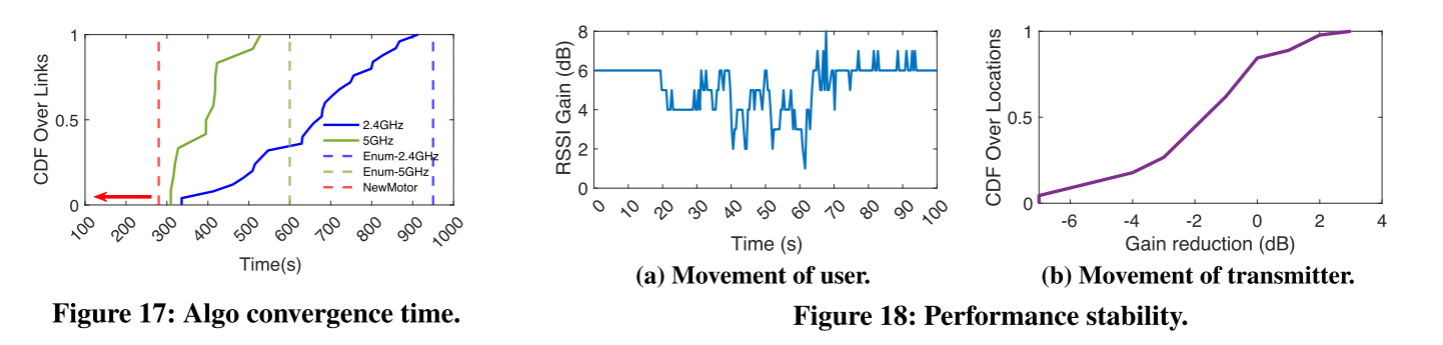 CDF Over Links
1
0.5
0
100
200
300
400
500
600
700
800
900
1000
Time(s)
2.4GHz
5GHz
Enum-2.4GHz
Enum-5GHz
NewMotor
Figure 17: Algo convergence time.
RSSI Gain (dB)
8
6
4
2
0
0
10
20
30
40
50
60
70
80
90
100
Time (s)
(a) Movement of user.
CDF Over Locations
1
0.5
0
-6
-4
-2
0
2
4
Gain reduction (dB)
(b) Movement of transmitter.
Figure 18: Performance stability.